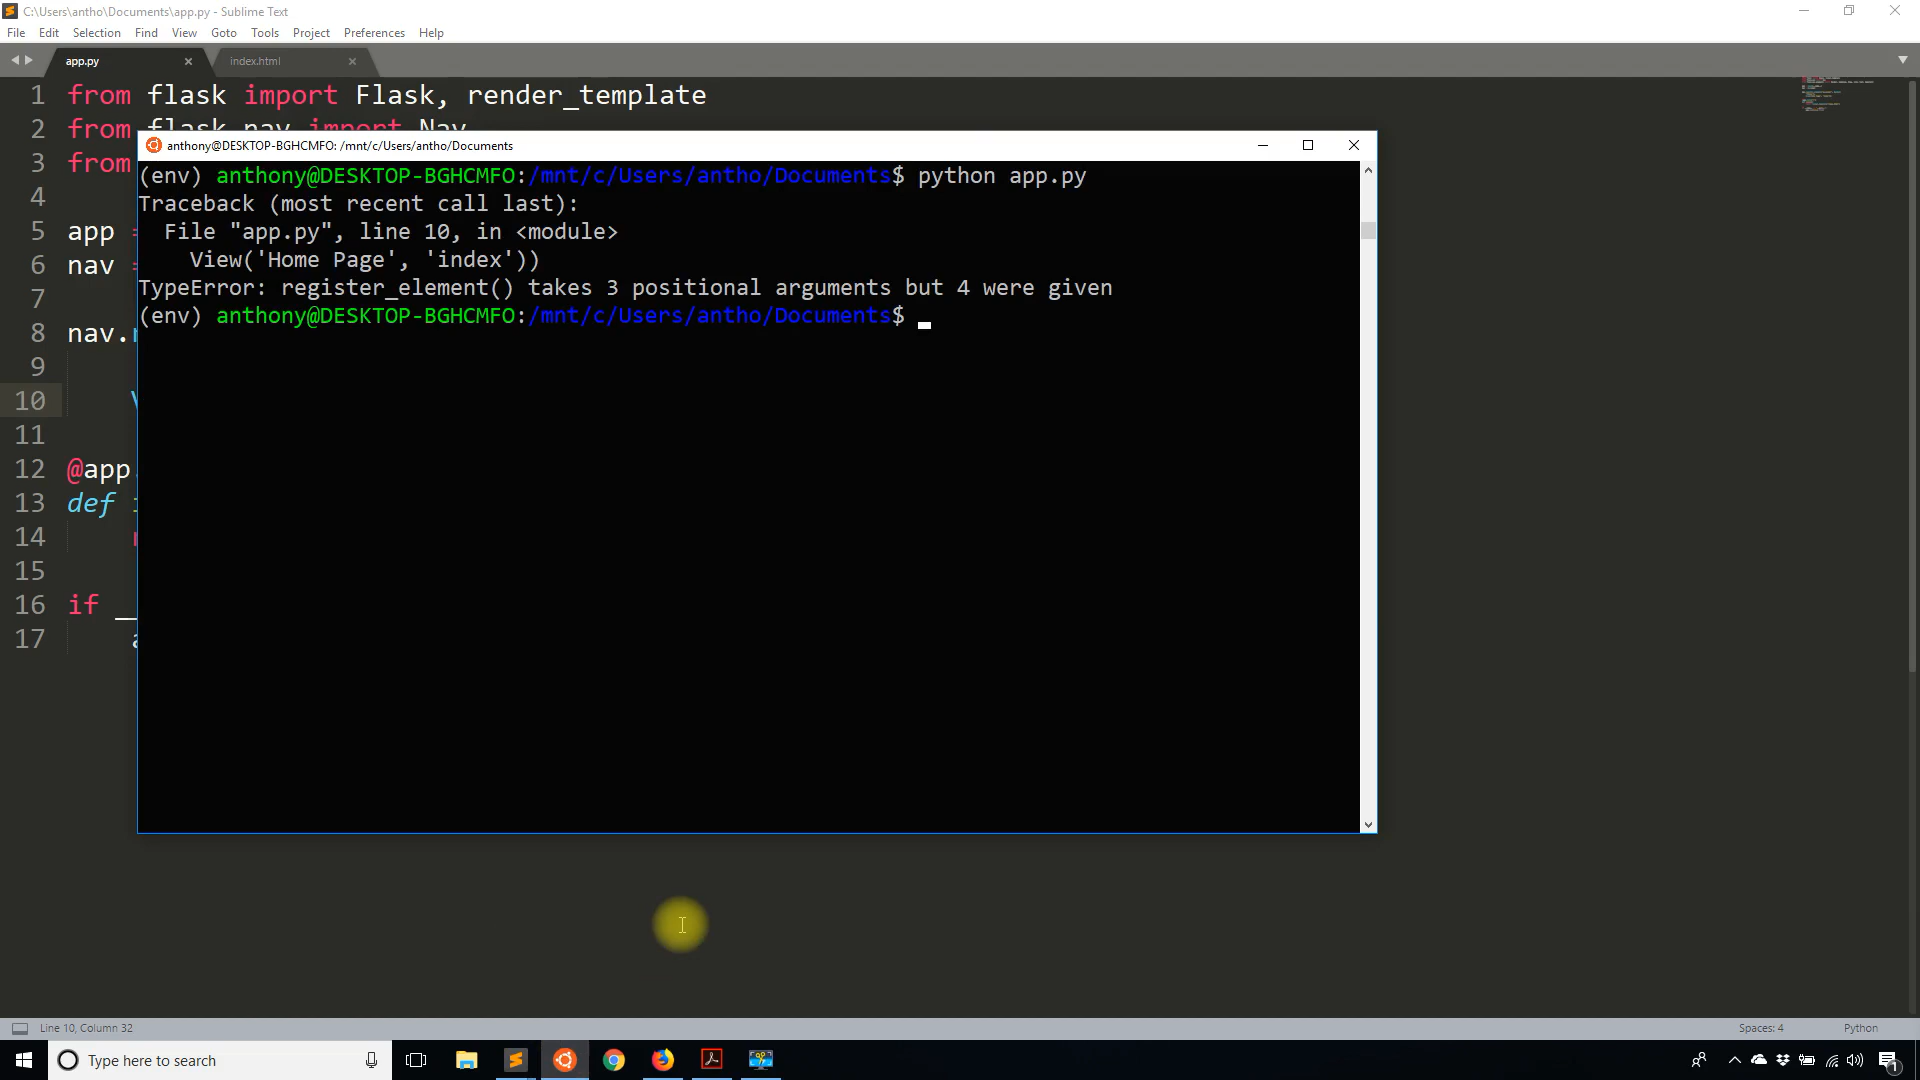 C:\Users\antho\Documents\app.py - Sublime Text
File Edit Selection Find View Goto Tools Project Preferences Help
app.py index.html
1 from flask import Flask, render_template
2 from flask_nav import Nav
3 from
4
5 app =
6 nav =
7
8 nav.
9
10
11
12 @app.
13 def
14
15
16 if
17
anthony@DESKTOP-BGHCMFO: /mnt/c/Users/antho/Documents
(env) anthony@DESKTOP-BGHCMFO:/mnt/c/Users/antho/Documents$ python app.py
Traceback (most recent call last):
File "app.py", line 10, in <module>
View('Home Page', 'index'))
TypeError: register_element() takes 3 positional arguments but 4 were given
(env) anthony@DESKTOP-BGHCMFO:/mnt/c/Users/antho/Documents$
Line 10, Column 32
Spaces: 4 Python
Type here to search
1